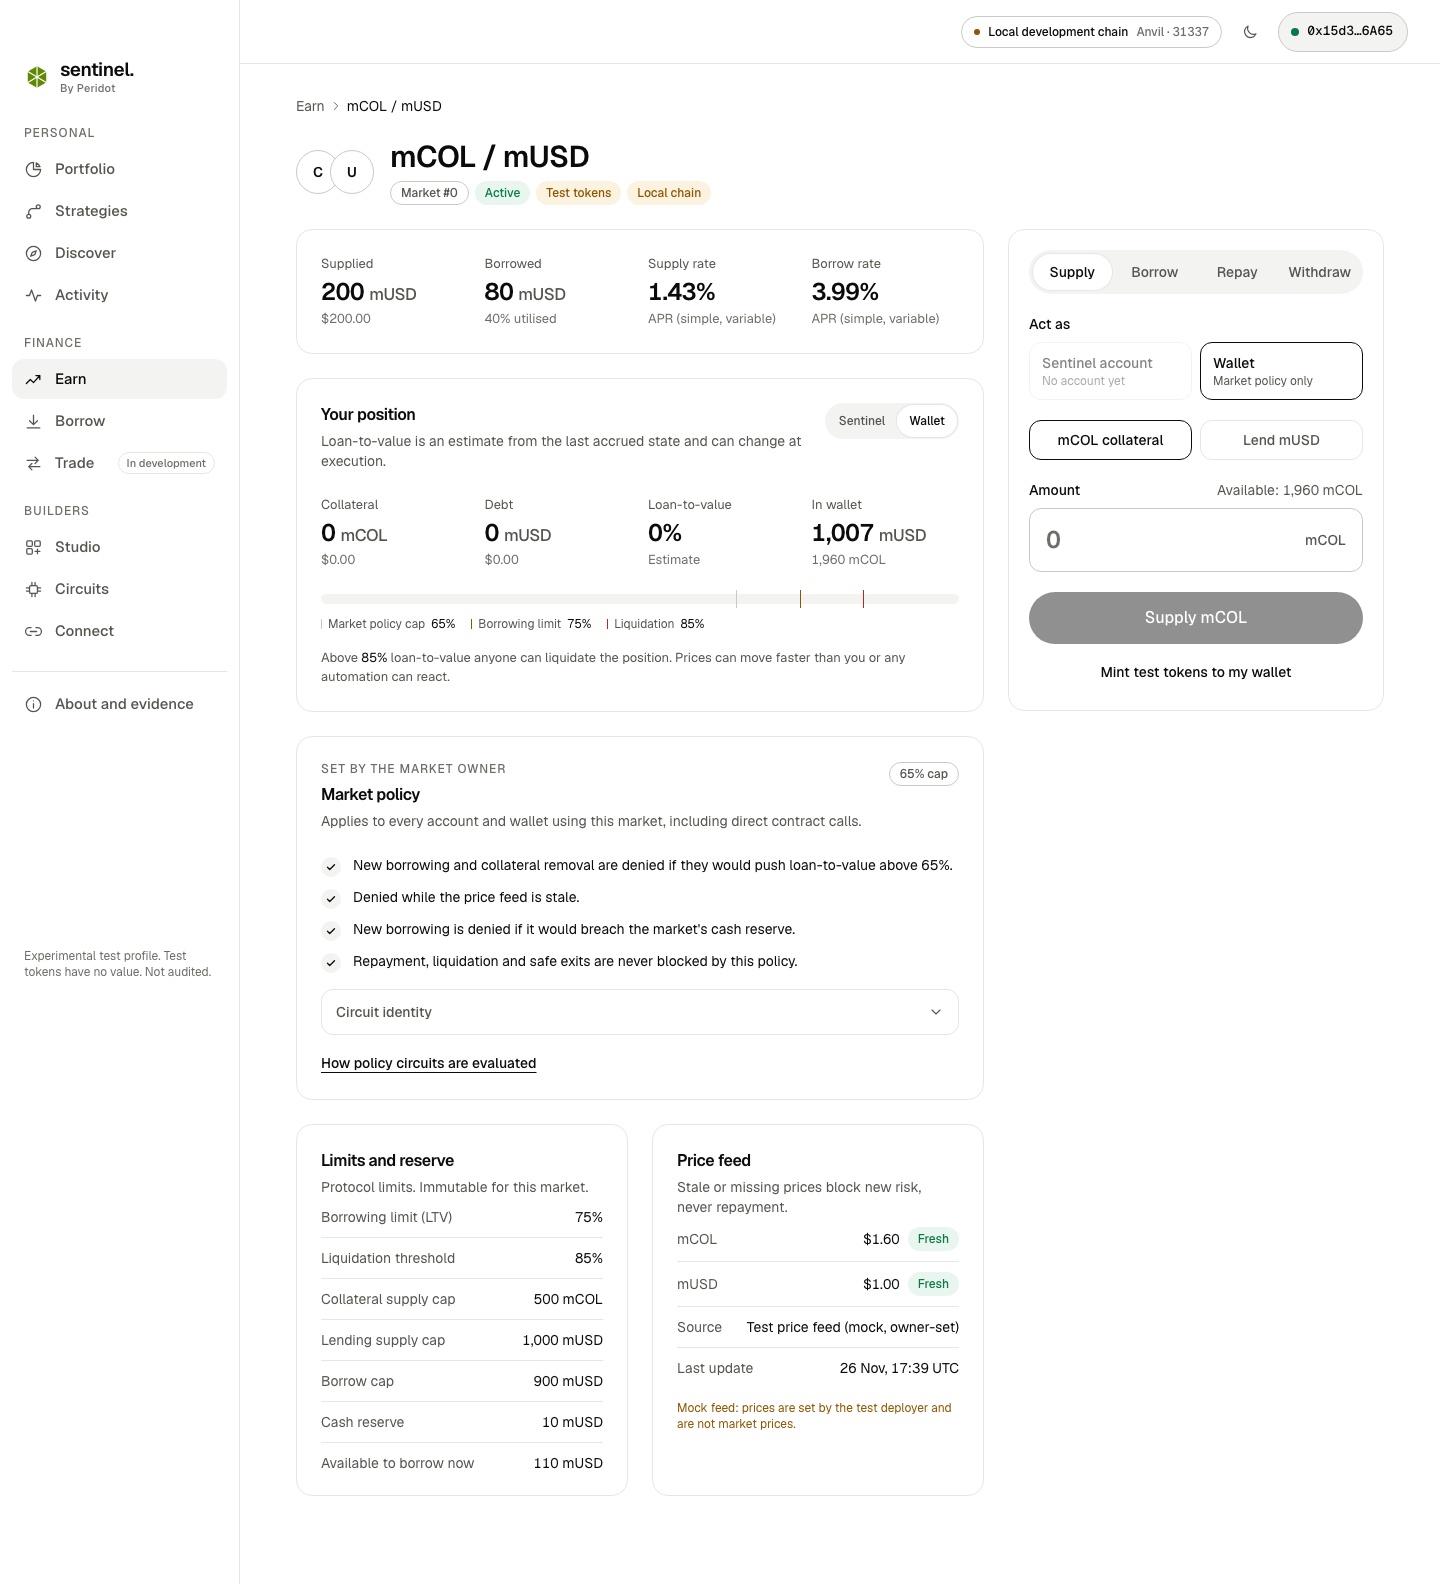 Local development chain Anvil · 31337
0x15d3…6A65
sentinel.
By Peridot
PERSONAL
Portfolio
Strategies
Discover
Activity
FINANCE
Earn
Borrow
Trade In development
BUILDERS
Studio
Circuits
Connect
About and evidence
Experimental test profile. Test
tokens have no value. Not audited.
Earn > mCOL / mUSD
C U
mCOL / mUSD
Market #0 Active Test tokens Local chain
Supplied Borrowed Supply rate Borrow rate
200 mUSD 80 mUSD 1.43% 3.99%
$200.00 40% utilised APR (simple, variable) APR (simple, variable)
Your position
Sentinel Wallet
Loan-to-value is an estimate from the last accrued state and can change at
execution.
Collateral Debt Loan-to-value In wallet
0 mCOL 0 mUSD 0% 1,007 mUSD
$0.00 $0.00 Estimate 1,960 mCOL
Market policy cap 65% Borrowing limit 75% Liquidation 85%
Above 85% loan-to-value anyone can liquidate the position. Prices can move faster than you or any
automation can react.
SET BY THE MARKET OWNER
65% cap
Market policy
Applies to every account and wallet using this market, including direct contract calls.
New borrowing and collateral removal are denied if they would push loan-to-value above 65%.
Denied while the price feed is stale.
New borrowing is denied if it would breach the market's cash reserve.
Repayment, liquidation and safe exits are never blocked by this policy.
Circuit identity
How policy circuits are evaluated
Limits and reserve
Protocol limits. Immutable for this market.
Borrowing limit (LTV) 75%
Liquidation threshold 85%
Collateral supply cap 500 mCOL
Lending supply cap 1,000 mUSD
Borrow cap 900 mUSD
Cash reserve 10 mUSD
Available to borrow now 110 mUSD
Price feed
Stale or missing prices block new risk,
never repayment.
mCOL $1.60 Fresh
mUSD $1.00 Fresh
Source Test price feed (mock, owner-set)
Last update 26 Nov, 17:39 UTC
Mock feed: prices are set by the test deployer and
are not market prices.
Supply Borrow Repay Withdraw
Act as
Sentinel account
No account yet
Wallet
Market policy only
mCOL collateral Lend mUSD
Amount Available: 1,960 mCOL
0 mCOL
Supply mCOL
Mint test tokens to my wallet